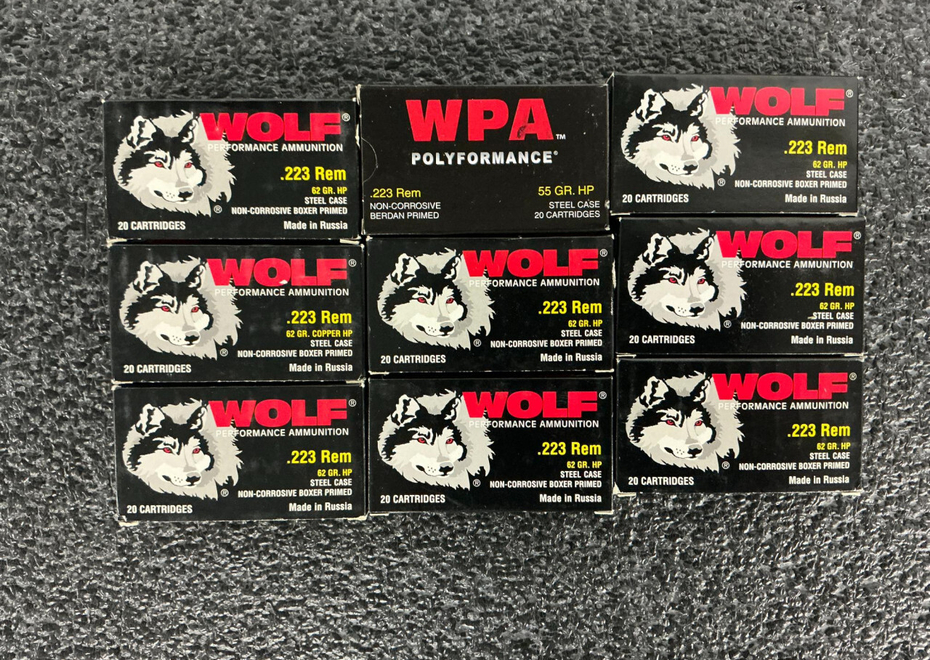 WOLF®
PERFORMANCE AMMUNITION
.223 Rem
62 GR. HP
STEEL CASE
NON-CORROSIVE BOXER PRIMED
20 CARTRIDGES
Made in Russia
®
WPA™
POLYFORMANCE®
.223 Rem
NON-CORROSIVE
BERDAN PRIMED
55 GR. HP
STEEL CASE
20 CARTRIDGES
WOLF®
PERFORMANCE AMMUNITION
.223 Rem
62 GR. HP
STEEL CASE
NON-CORROSIVE BOXER PRIMED
20 CARTRIDGES
Made in Russia
®
WOLF®
PERFORMANCE AMMUNITION
.223 Rem
62 GR. COPPER HP
STEEL CASE
NON-CORROSIVE BOXER PRIMED
20 CARTRIDGES
Made in Russia
®
WOLF®
PERFORMANCE AMMUNITION
.223 Rem
62 GR. HP
STEEL CASE
NON-CORROSIVE BOXER PRIMED
20 CARTRIDGES
Made in Russia
®
WOLF®
PERFORMANCE AMMUNITION
.223 Rem
62 GR. HP
STEEL CASE
NON-CORROSIVE BOXER PRIMED
20 CARTRIDGES
Made in Russia
®
WOLF®
PERFORMANCE AMMUNITION
.223 Rem
62 GR. HP
STEEL CASE
NON-CORROSIVE BOXER PRIMED
20 CARTRIDGES
Made in Russia
®
WOLF®
PERFORMANCE AMMUNITION
.223 Rem
62 GR. HP
STEEL CASE
NON-CORROSIVE BOXER PRIMED
20 CARTRIDGES
Made in Russia
®
WOLF®
PERFORMANCE AMMUNITION
.223 Rem
62 GR. HP
STEEL CASE
NON-CORROSIVE BOXER PRIMED
20 CARTRIDGES
Made in Russia
®